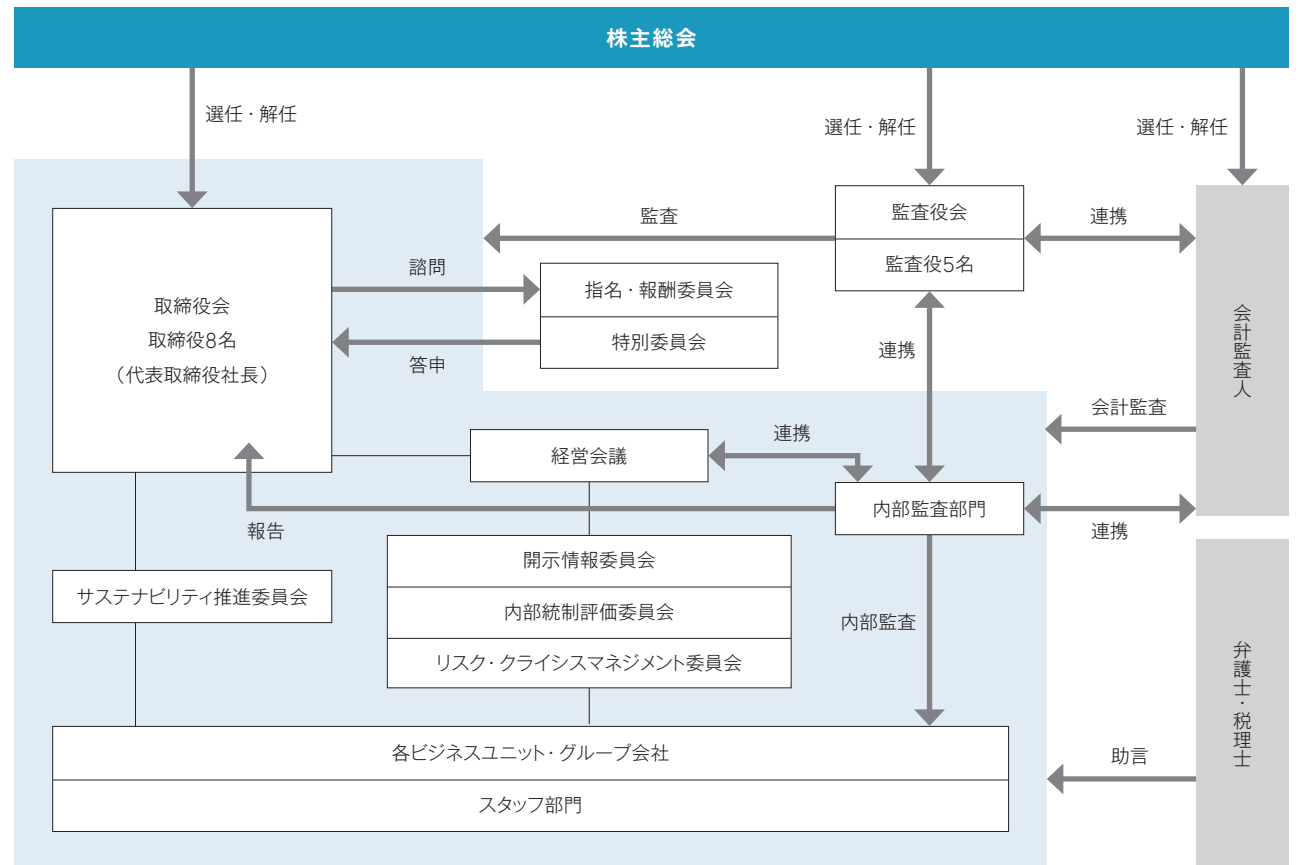 株主総会
選任・解任
選任・解任
選任・解任
監査役会
監査役5名
監査
連携
諮問
指名・報酬委員会
特別委員会
答申
取締役会
取締役8名
（代表取締役社長）
連携
会計監査人
会計監査
経営会議
連携
内部監査部門
報告
連携
開示情報委員会
内部統制評価委員会
リスク・クライシスマネジメント委員会
サステナビリティ推進委員会
内部監査
弁護士・税理士
各ビジネスユニット・グループ会社
スタッフ部門
助言